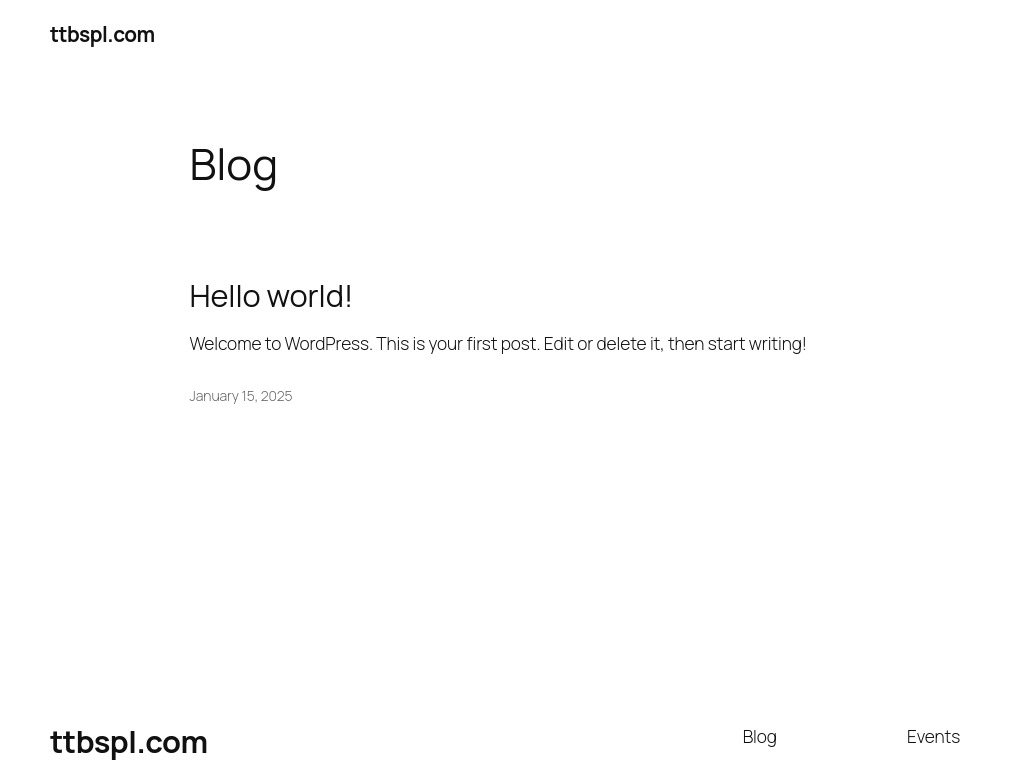 ttbspl.com
Blog
Hello world!
Welcome to WordPress. This is your first post. Edit or delete it, then start writing!
January 15, 2025
ttbspl.com
Blog
Events